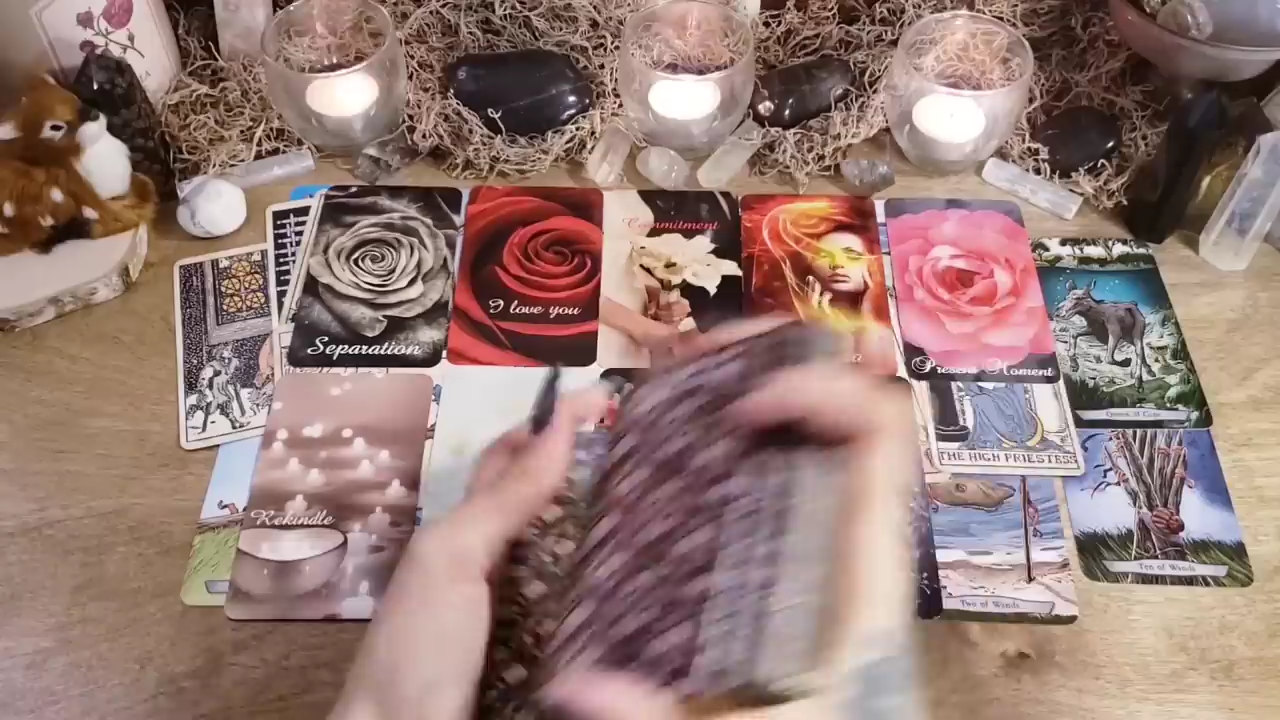 Commitment
I love you
Separation
Present Moment
Queen of Cups
THE HIGH PRIESTESS
Rekindle
Ten of Wands
Two of Wands